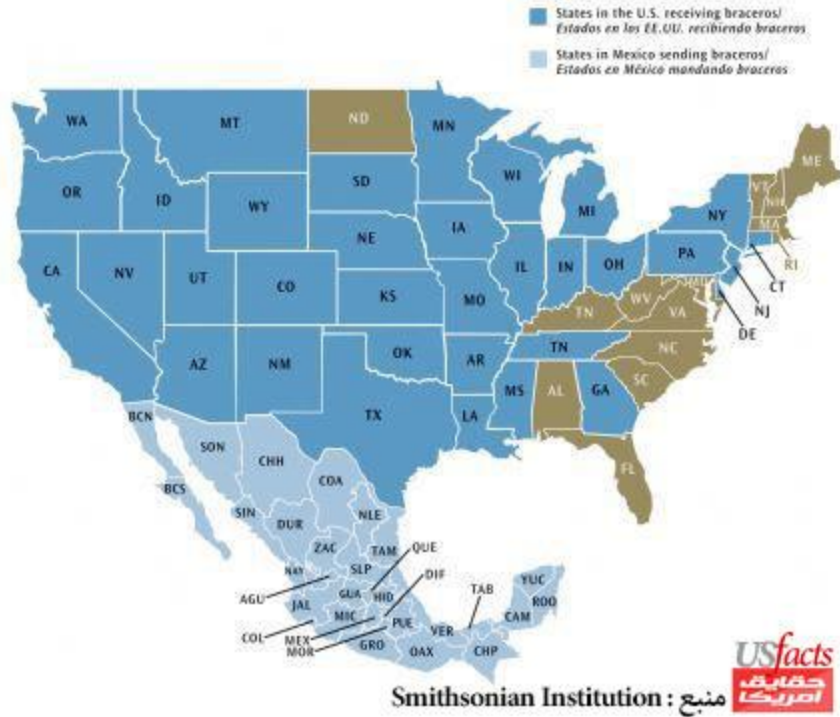 States in the U.S. receiving braceros/
Estados en los EE.UU. recibiendo braceros
States in Mexico sending braceros/
Estados en México mandando braceros
WA
MT
ND
MN
ME
OR
ID
SD
WI
VT
NH
WY
MI
NY
MA
IA
NE
RI
CA
NV
UT
CO
IL
IN
OH
PA
CT
KS
MO
NJ
WV
VA
TN
DE
AZ
NM
OK
AR
TN
NC
SC
TX
LA
MS
AL
GA
FL
BCN
SON
CHH
COA
BCS
SIN
DUR
NLE
ZAC
TAM
QUE
NAY
SLP
DIF
TAB
YUC
AGU
GUA
HID
ROO
JAL
MIC
CAM
COL
MEX
PUE
VER
MOR
GRO
OAX
CHP
USfacts
حقایق
امریکا
Smithsonian Institution : منبع